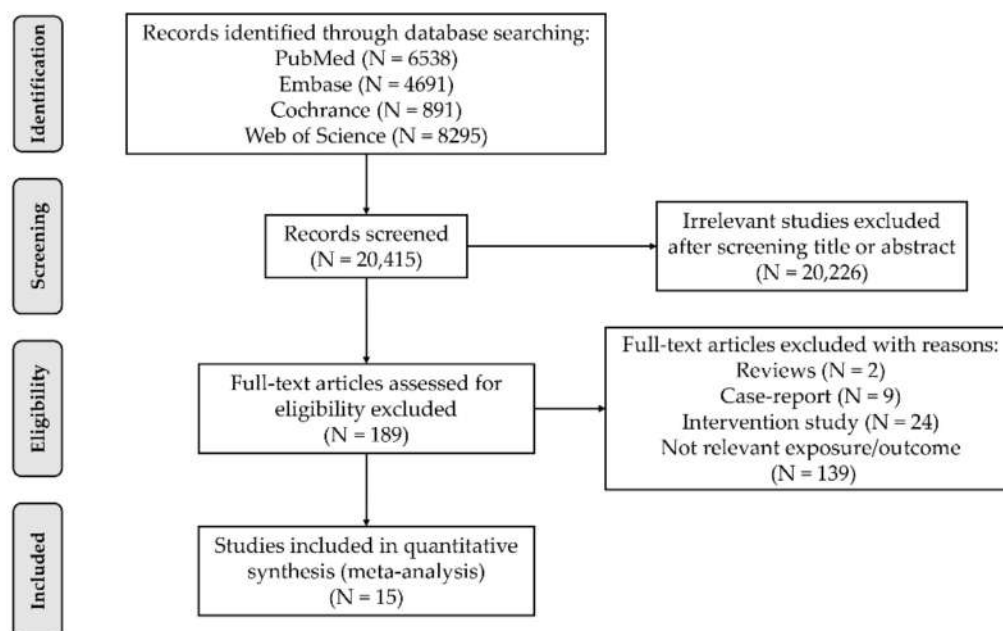 Identification
Records identified through database searching:
PubMed (N = 6538)
Embase (N = 4691)
Cochrance (N = 891)
Web of Science (N = 8295)
Screening
Records screened
(N = 20,415)
Irrelevant studies excluded
after screening title or abstract
(N = 20,226)
Eligibility
Full-text articles assessed for
eligibility excluded
(N = 189)
Full-text articles excluded with reasons:
Reviews (N = 2)
Case-report (N = 9)
Intervention study (N = 24)
Not relevant exposure/outcome
(N = 139)
Included
Studies included in quantitative
synthesis (meta-analysis)
(N = 15)